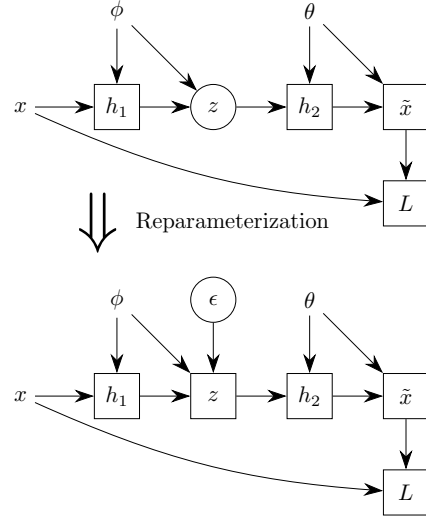 ϕ θ
x h₁ z h₂ x̃
L
Reparameterization
ϕ ϵ θ
x h₁ z h₂ x̃
L